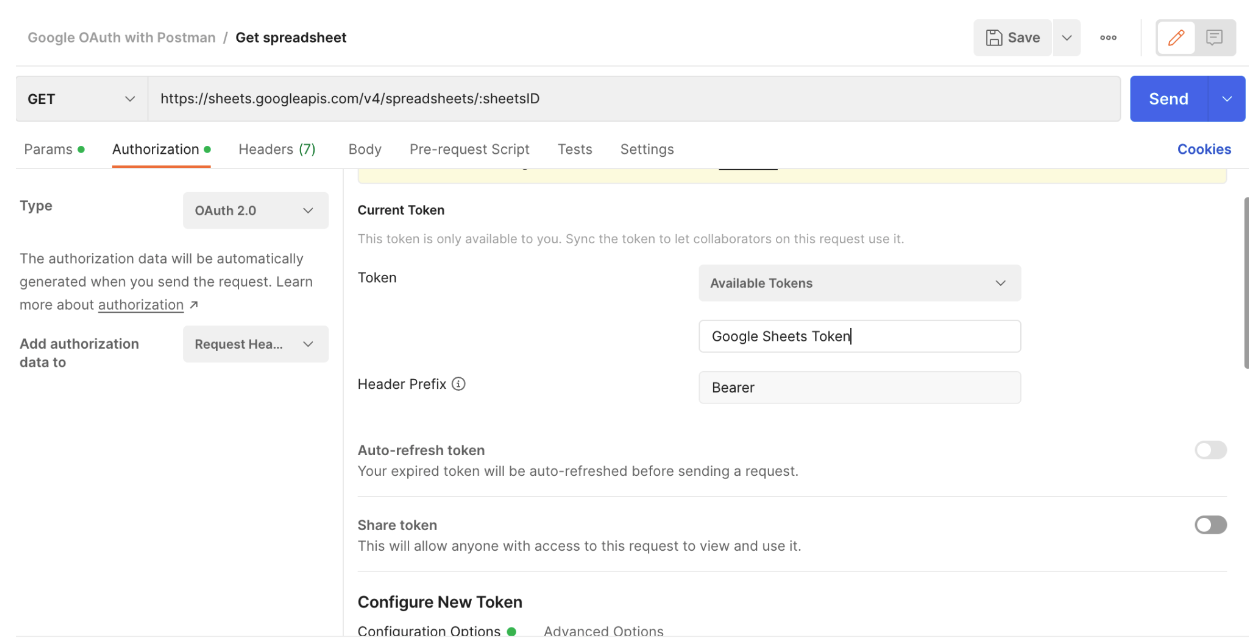 Google OAuth with Postman / Get spreadsheet
Save
GET
https://sheets.googleapis.com/v4/spreadsheets/:sheetsID
Send
Params
Authorization
Headers (7)
Body
Pre-request Script
Tests
Settings
Cookies
Type
OAuth 2.0
The authorization data will be automatically
generated when you send the request. Learn
more about authorization ↗
Add authorization
data to
Request Hea...
Current Token
This token is only available to you. Sync the token to let collaborators on this request use it.
Token
Available Tokens
Google Sheets Token
Header Prefix
Bearer
Auto-refresh token
Your expired token will be auto-refreshed before sending a request.
Share token
This will allow anyone with access to this request to view and use it.
Configure New Token
Configuration Options
Advanced Options